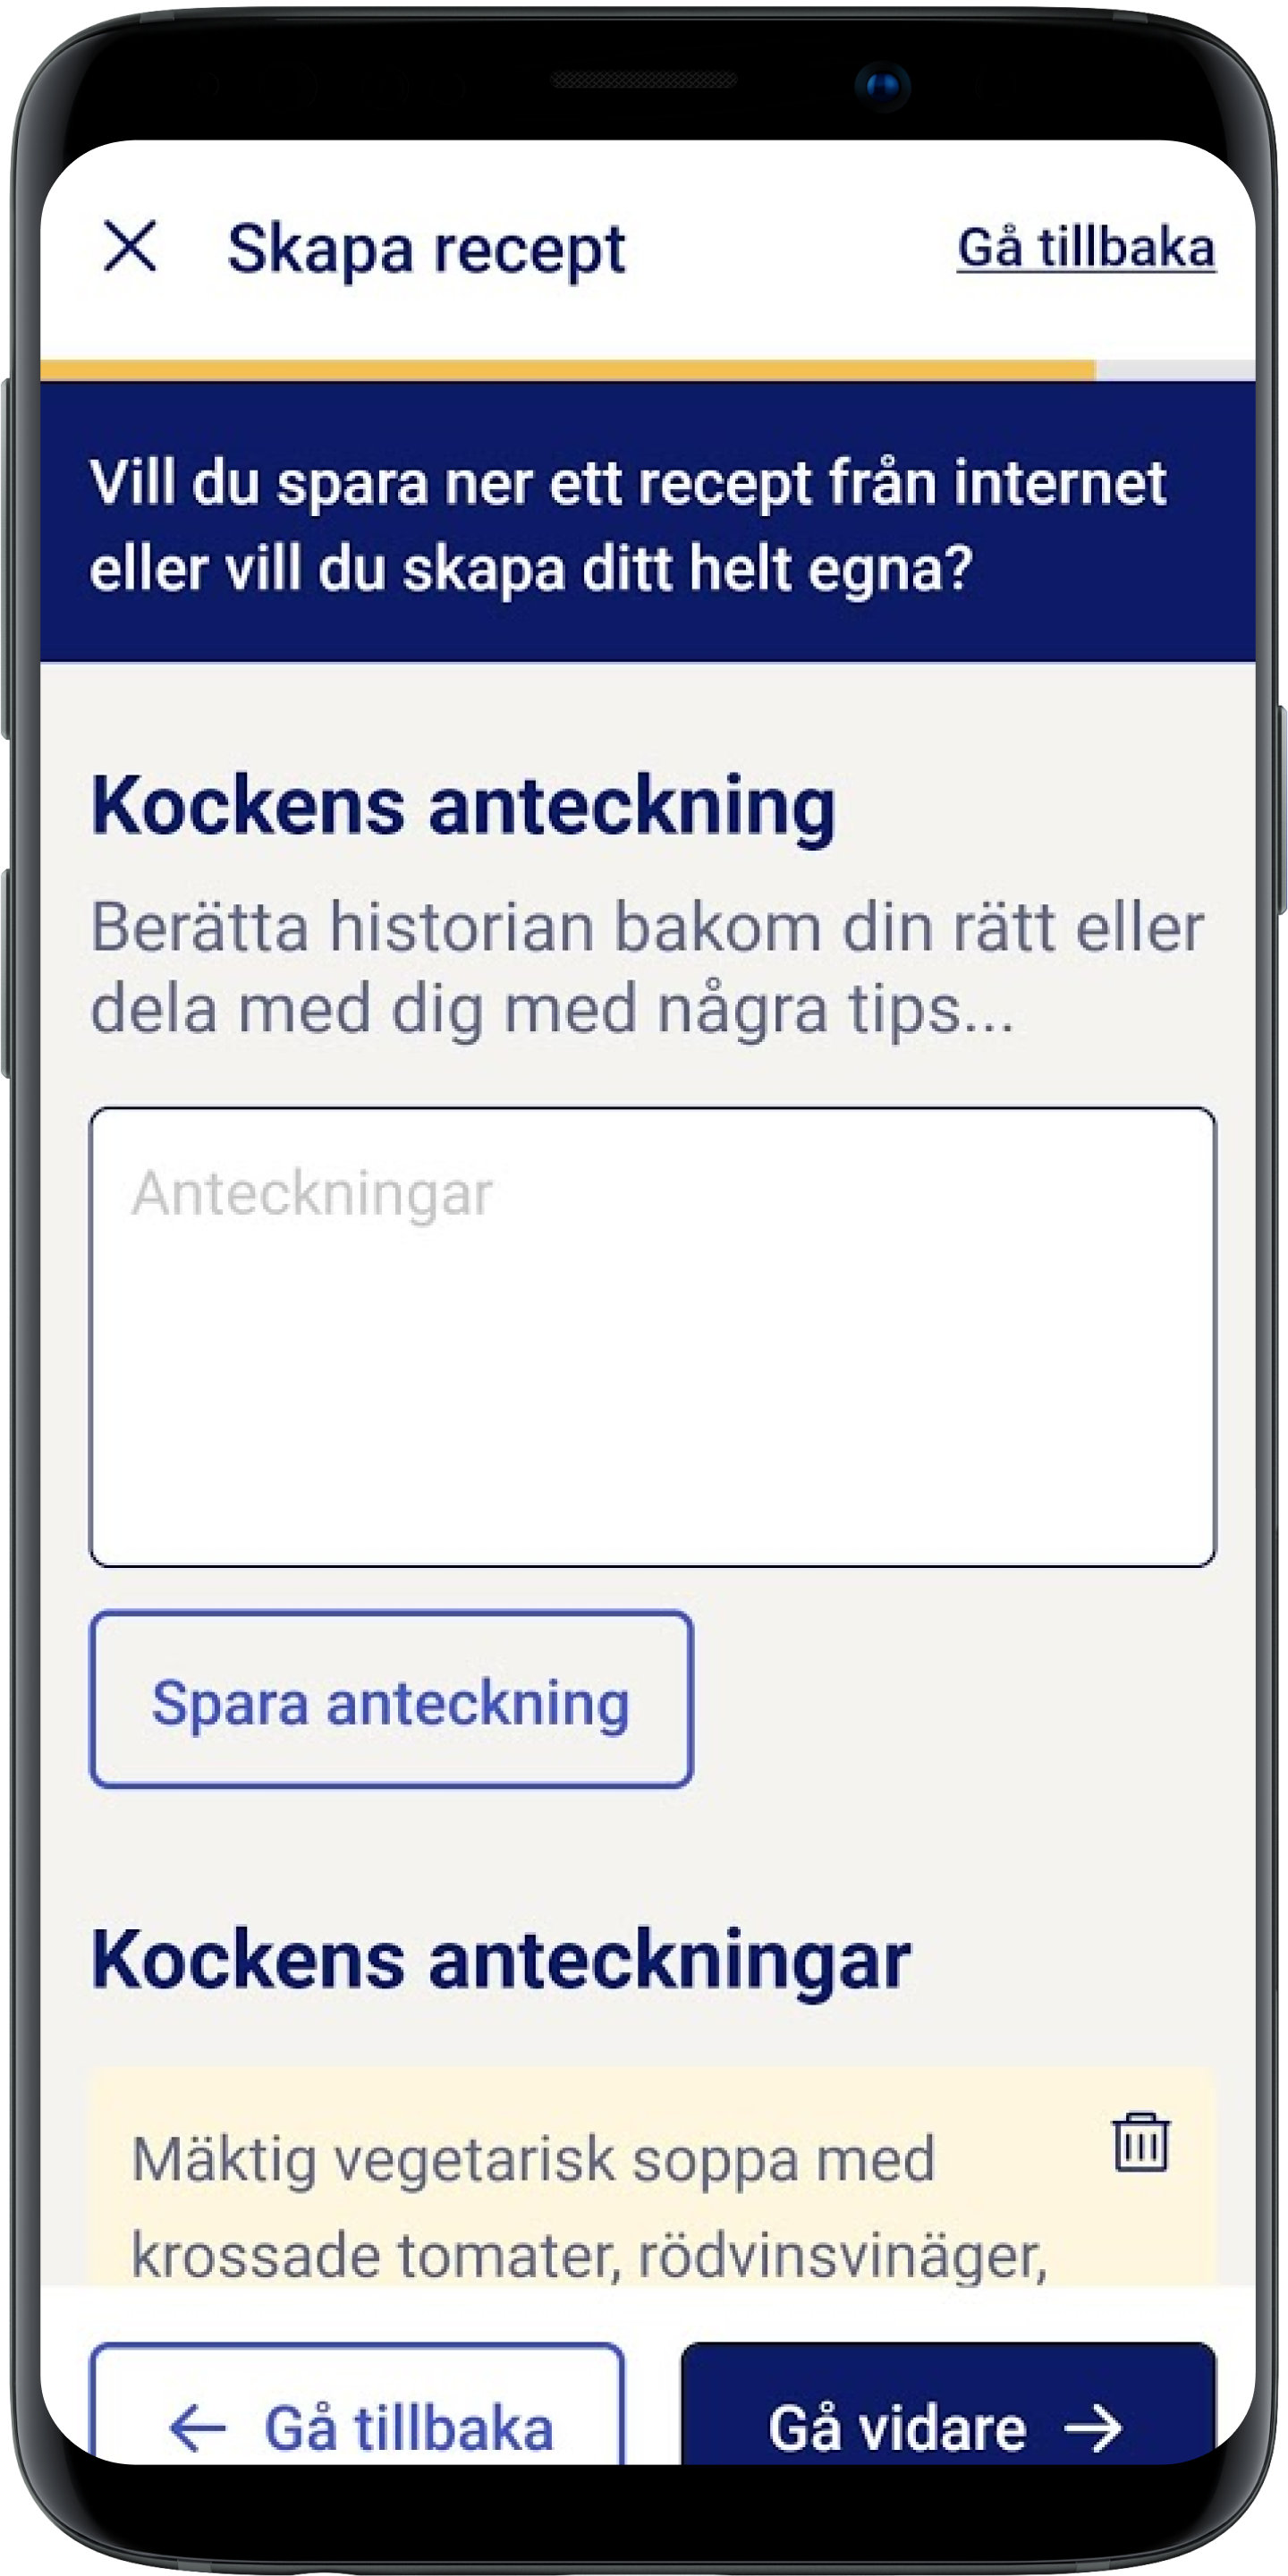 Skapa recept
Gå tillbaka
Vill du spara ner ett recept från internet
eller vill du skapa ditt helt egna?
Kockens anteckning
Berätta historian bakom din rätt eller
dela med dig med några tips...
Anteckningar
Spara anteckning
Kockens anteckningar
Mäktig vegetarisk soppa med
krossade tomater, rödvinsvinäger,
← Gå tillbaka
Gå vidare →